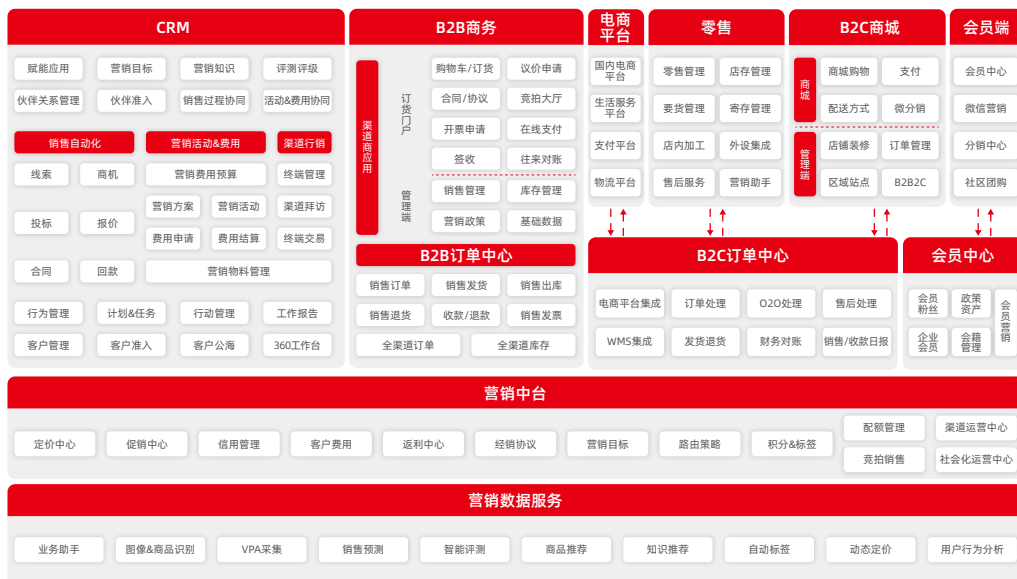 CRM
赋能应用
营销目标
营销知识
评测评级
伙伴关系管理
伙伴准入
销售过程协同
活动&费用协同
销售自动化
营销活动&费用
渠道行销
线索
商机
营销费用预算
终端管理
投标
报价
营销方案
营销活动
渠道拜访
费用申请
费用结算
终端交易
合同
回款
营销物料管理
行为管理
计划&任务
行动管理
工作报告
客户管理
客户准入
客户公海
360工作台
B2B商务
渠道商应用
订货门户
购物车/订货
议价申请
合同/协议
竞拍大厅
开票申请
在线支付
签收
往来对账
管理端
销售管理
库存管理
营销政策
基础数据
B2B订单中心
销售订单
销售发货
销售出库
销售退货
收款/退款
销售发票
全渠道订单
全渠道库存
电商
平台
国内电商
平台
生活服务
平台
支付平台
物流平台
零售
零售管理
店存管理
要货管理
寄存管理
店内加工
外设集成
售后服务
营销助手
B2C商城
商城
商城购物
支付
配送方式
微分销
管理端
店铺装修
订单管理
区域站点
B2B2C
会员端
会员中心
微信营销
分销中心
社区团购
B2C订单中心
电商平台集成
订单处理
O2O处理
售后处理
WMS集成
发货退货
财务对账
销售/收款日报
会员中心
会员
粉丝
政策
资产
会员营销
企业
会员
会籍
管理
营销中台
定价中心
促销中心
信用管理
客户费用
返利中心
经销协议
营销目标
路由策略
积分&标签
配额管理
渠道运营中心
竞拍销售
社会化运营中心
营销数据服务
业务助手
图像&商品识别
VPA采集
销售预测
智能评测
商品推荐
知识推荐
自动标签
动态定价
用户行为分析